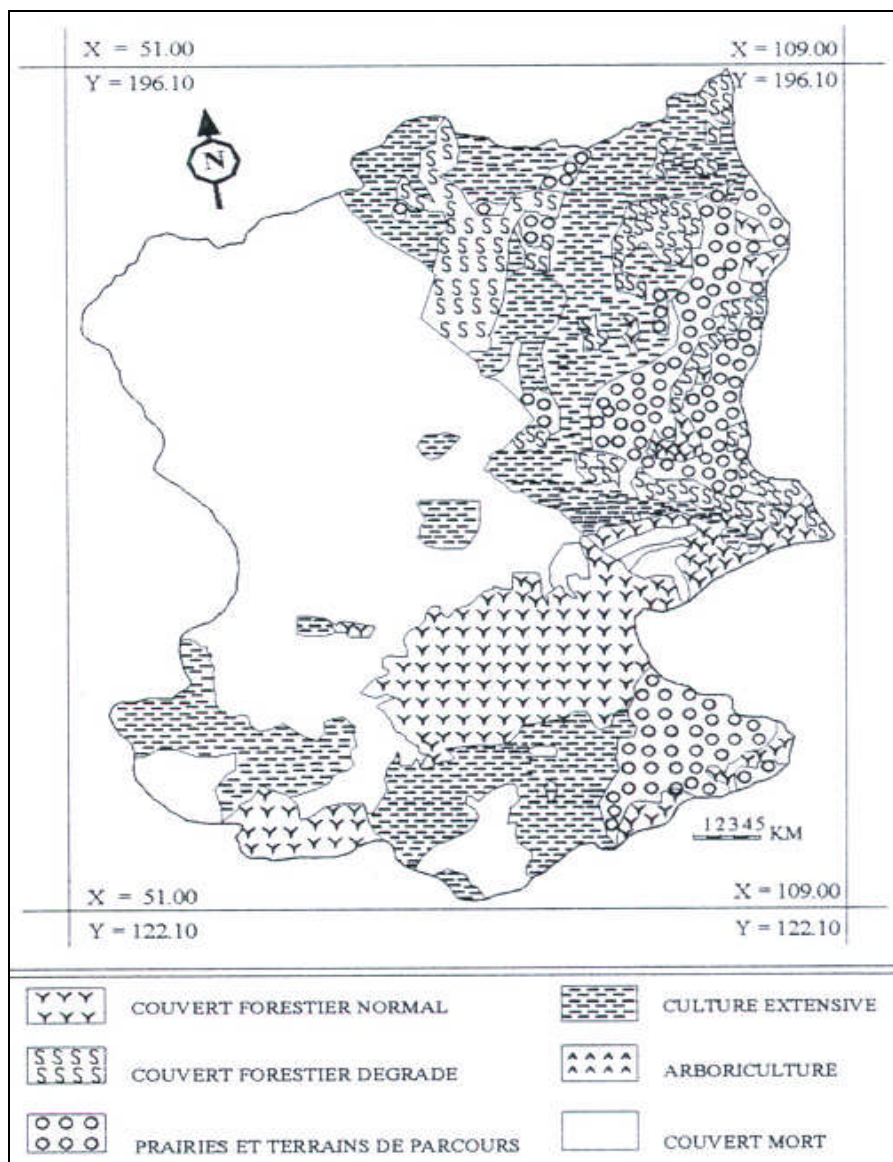 X = 51.00
Y = 196.10
X = 109.00
Y = 196.10
N
12345 KM
X = 51.00
Y = 122.10
X = 109.00
Y = 122.10
COUVERT FORESTIER NORMAL
CULTURE EXTENSIVE
COUVERT FORESTIER DEGRADE
ARBORICULTURE
PRAIRIES ET TERRAINS DE PARCOURS
COUVERT MORT